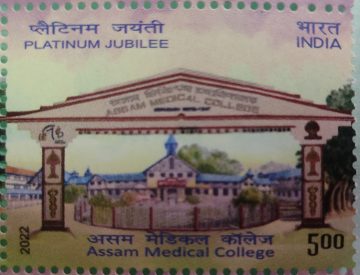 प्लैटिनम जयंती भारत
PLATINUM JUBILEE INDIA
ASSAM MEDICAL COLLEGE
2022
असम मेडिकल कॉलेज 5.00
Assam Medical College